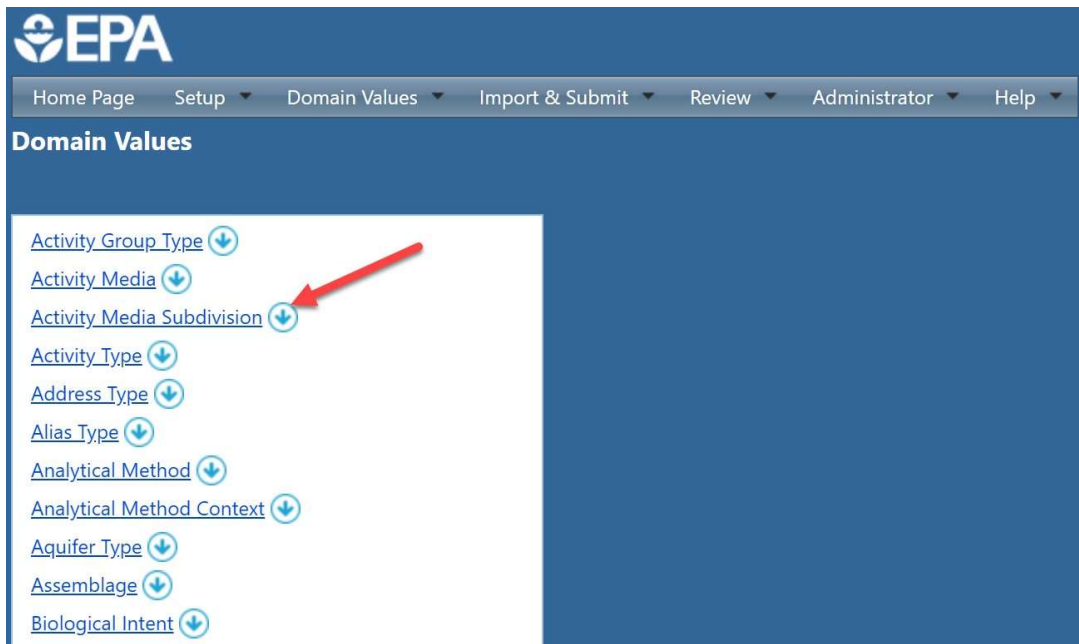 EPA
Home Page Setup Domain Values Import & Submit Review Administrator Help
Domain Values
Activity Group Type
Activity Media
Activity Media Subdivision
Activity Type
Address Type
Alias Type
Analytical Method
Analytical Method Context
Aquifer Type
Assemblage
Biological Intent